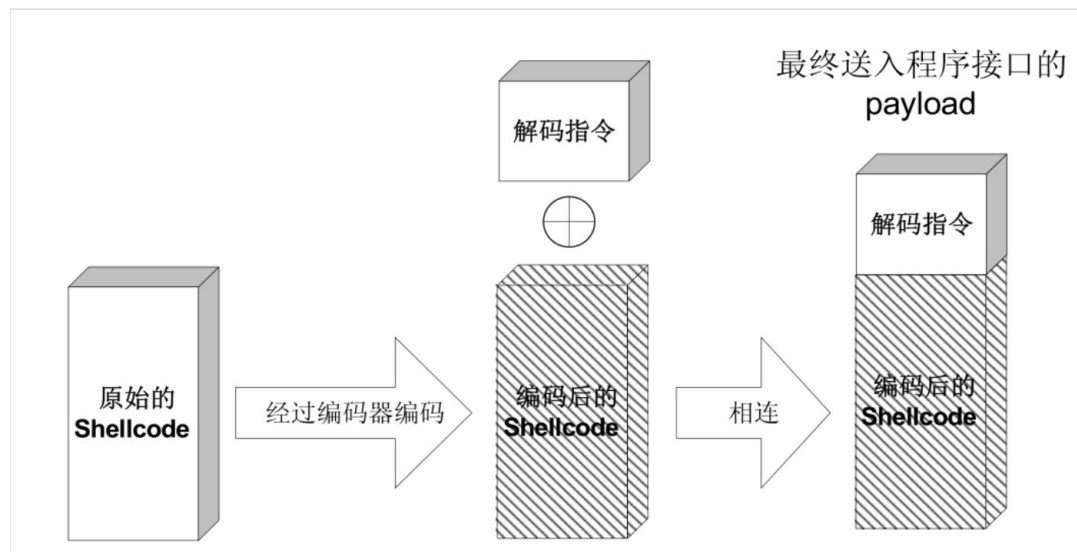 最终送入程序接口的
payload
解码指令
解码指令
原始的
Shellcode
经过编码器编码
编码后的
Shellcode
相连
编码后的
Shellcode